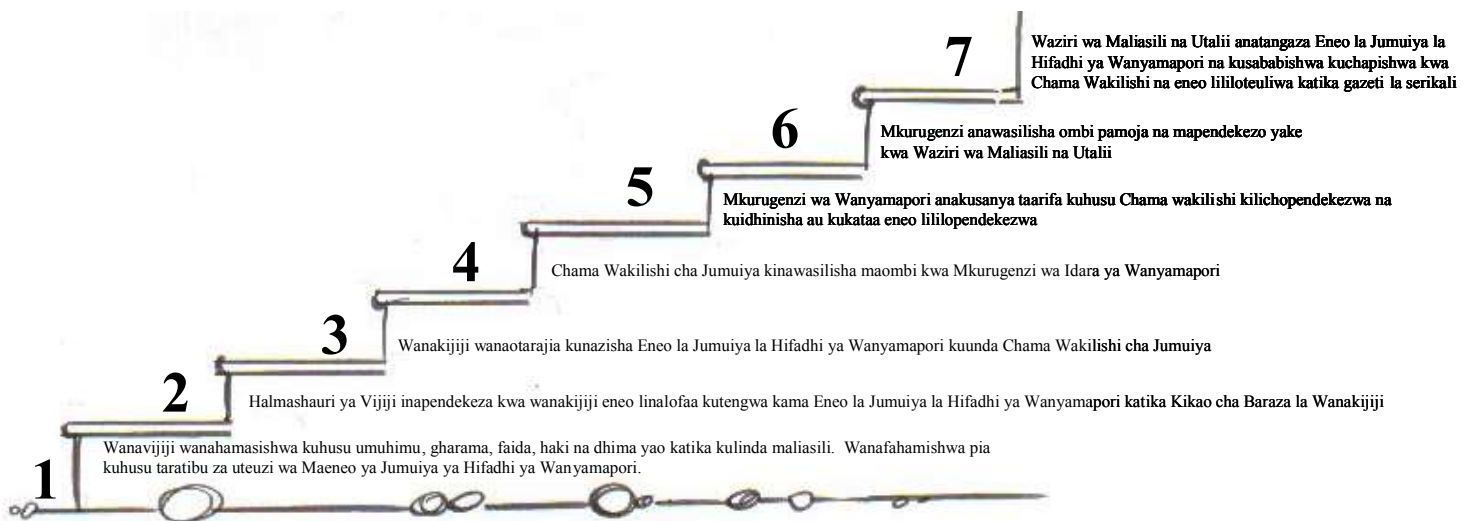 7
Waziri wa Maliasili na Utalii anatangaza Eneo la Jumuiya la
Hifadhi ya Wanyamapori na kusababishwa kuchapishwa kwa
Chama Wakilishi na eneo lililoteuliwa katika gazeti la serikali
6
Mkurugenzi anawasilisha ombi pamoja na mapendekezo yake
kwa Waziri wa Maliasili na Utalii
5
Mkurugenzi wa Wanyamapori anakusanya taarifa kuhusu Chama wakilishi kilichopendekezwa na
kuidhinisha au kukataa eneo lililopendekezwa
4
Chama Wakilishi cha Jumuiya kinawasilisha maombi kwa Mkurugenzi wa Idara ya Wanyamapori
3
Wanakijiji wanaotarajia kunazisha Eneo la Jumuiya la Hifadhi ya Wanyamapori kuunda Chama Wakilishi cha Jumuiya
2
Halmashauri ya Vijiji inapendekeza kwa wanakijiji eneo linalofaa kutengwa kama Eneo la Jumuiya la Hifadhi ya Wanyamapori katika Kikao cha Baraza la Wanakijiji
1
Wanavijiji wanahamasishwa kuhusu umuhimu, gharama, faida, haki na dhima yao katika kulinda maliasili. Wanafahamishwa pia
kuhusu taratibu za uteuzi wa Maeneo ya Jumuiya ya Hifadhi ya Wanyamapori.